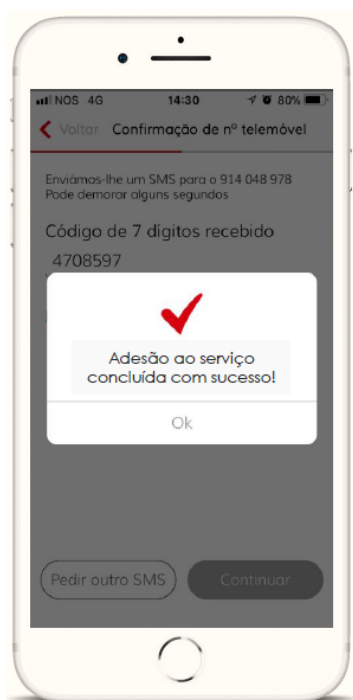 NOS 4G 14:30 80%
Voltar Confirmação de nº telemóvel
Enviámos-lhe um SMS para o 914 048 978
Pode demorar alguns segundos
Código de 7 dígitos recebido
4708597
Adesão ao serviço
concluída com sucesso!
Ok
Pedir outro SMS Continuar